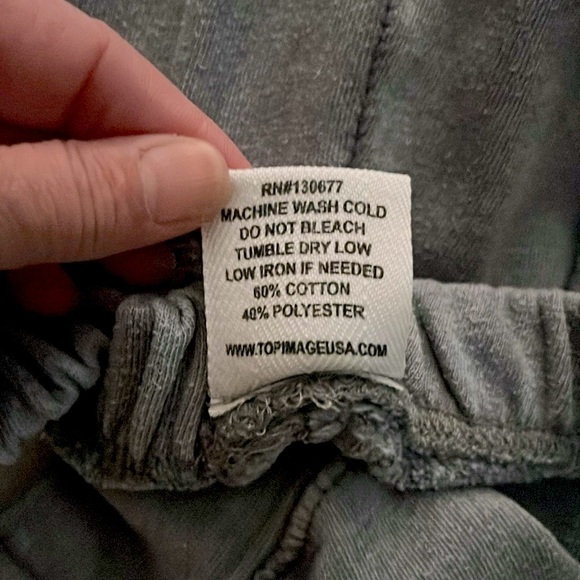 RN#130677
MACHINE WASH COLD
DO NOT BLEACH
TUMBLE DRY LOW
LOW IRON IF NEEDED
60% COTTON
40% POLYESTER
WWW.TOPIMAGEUSA.COM